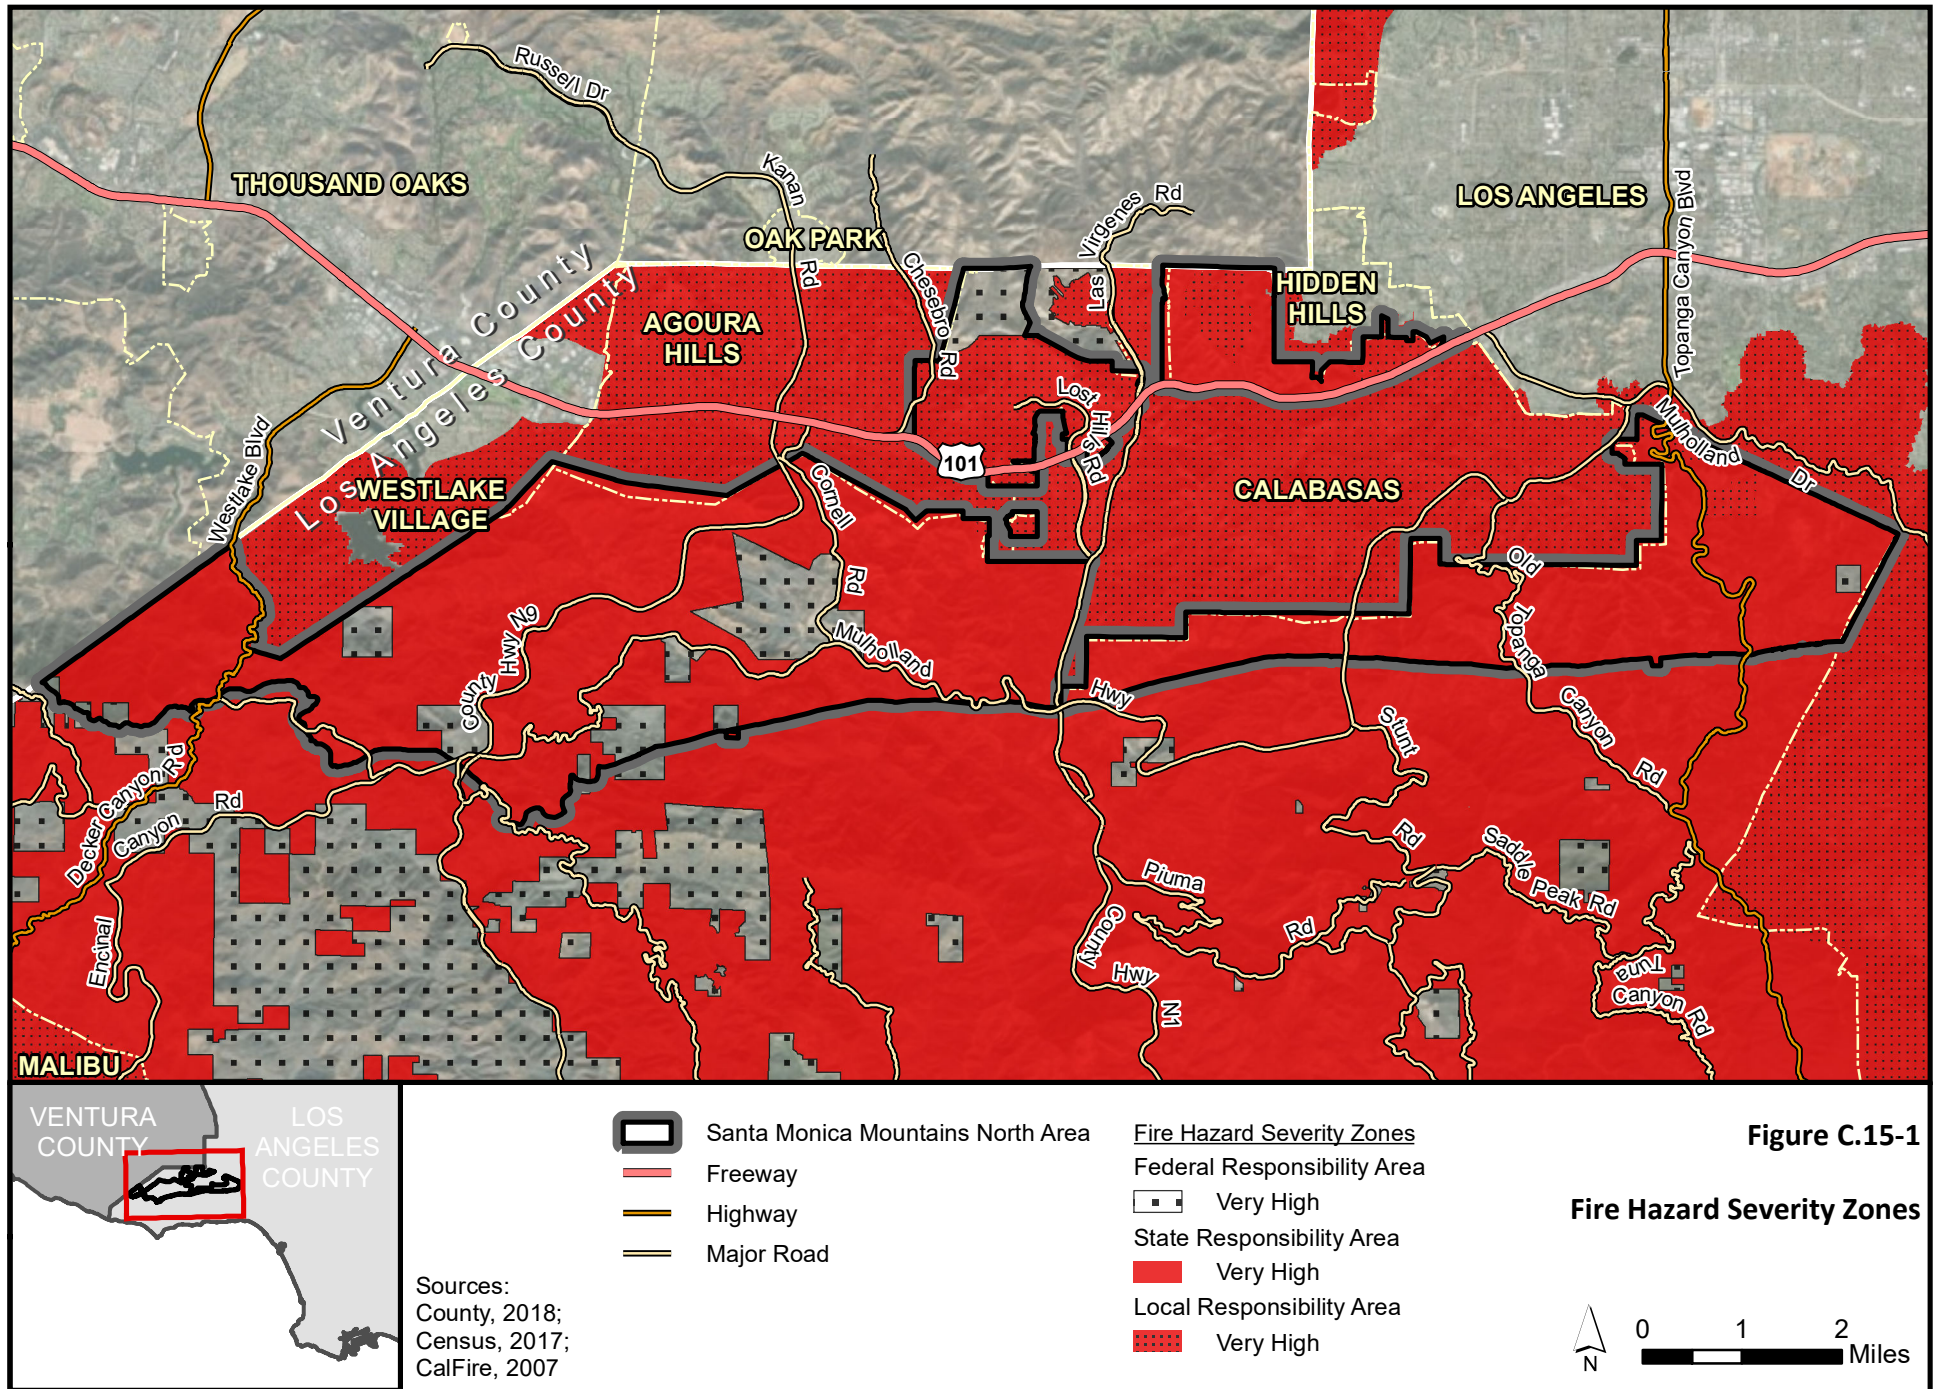 Russell Dr
THOUSAND OAKS
Kanan
Rd
OAK PARK
Chesebro Rd
Las Virgenes Rd
LOS ANGELES
Topanga Canyon Blvd
HIDDEN
HILLS
Ventura County
Los Angeles County
AGOURA
HILLS
Westlake Blvd
WESTLAKE
VILLAGE
101
Lost Hills Rd
CALABASAS
Mulholland Dr
Cornell
Rd
Old
Topanga
Canyon
Rd
County Hwy N9
Mulholland
Hwy
Stunt
Rd
Decker Canyon Rd
Encinal
Canyon
Rd
Piuma
Rd
Saddle
Peak Rd
County
Hwy
N1
Tuna
Canyon Rd
MALIBU
VENTURA
COUNTY
LOS
ANGELES
COUNTY
Sources:
County, 2018;
Census, 2017;
CalFire, 2007
Santa Monica Mountains North Area
Freeway
Highway
Major Road
Fire Hazard Severity Zones
Federal Responsibility Area
Very High
State Responsibility Area
Very High
Local Responsibility Area
Very High
Figure C.15-1
Fire Hazard Severity Zones
N
0 1 2
Miles